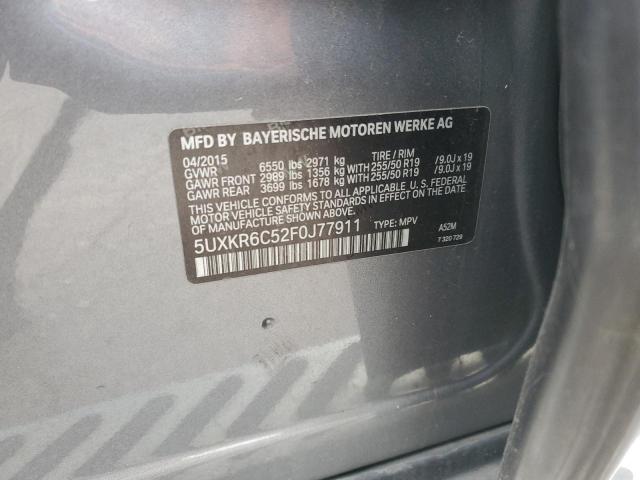 MFD BY BAYERISCHE MOTOREN WERKE AG
04/2015 TIRE / RIM
GVWR 6550 lbs 2971 kg
GAWR FRONT 2989 lbs 1356 kg WITH 255/50 R19 /9.0J x 19
GAWR REAR 3699 lbs 1678 kg WITH 255/50 R19 /9.0J x 19
THIS VEHICLE CONFORMS TO ALL APPLICABLE U.S. FEDERAL
MOTOR VEHICLE SAFETY STANDARDS IN EFFECT ON THE
DATE OF MANUFACTURE SHOWN ABOVE.
5UXKR6C52F0J77911 TYPE: MPV A52M
7 320 729